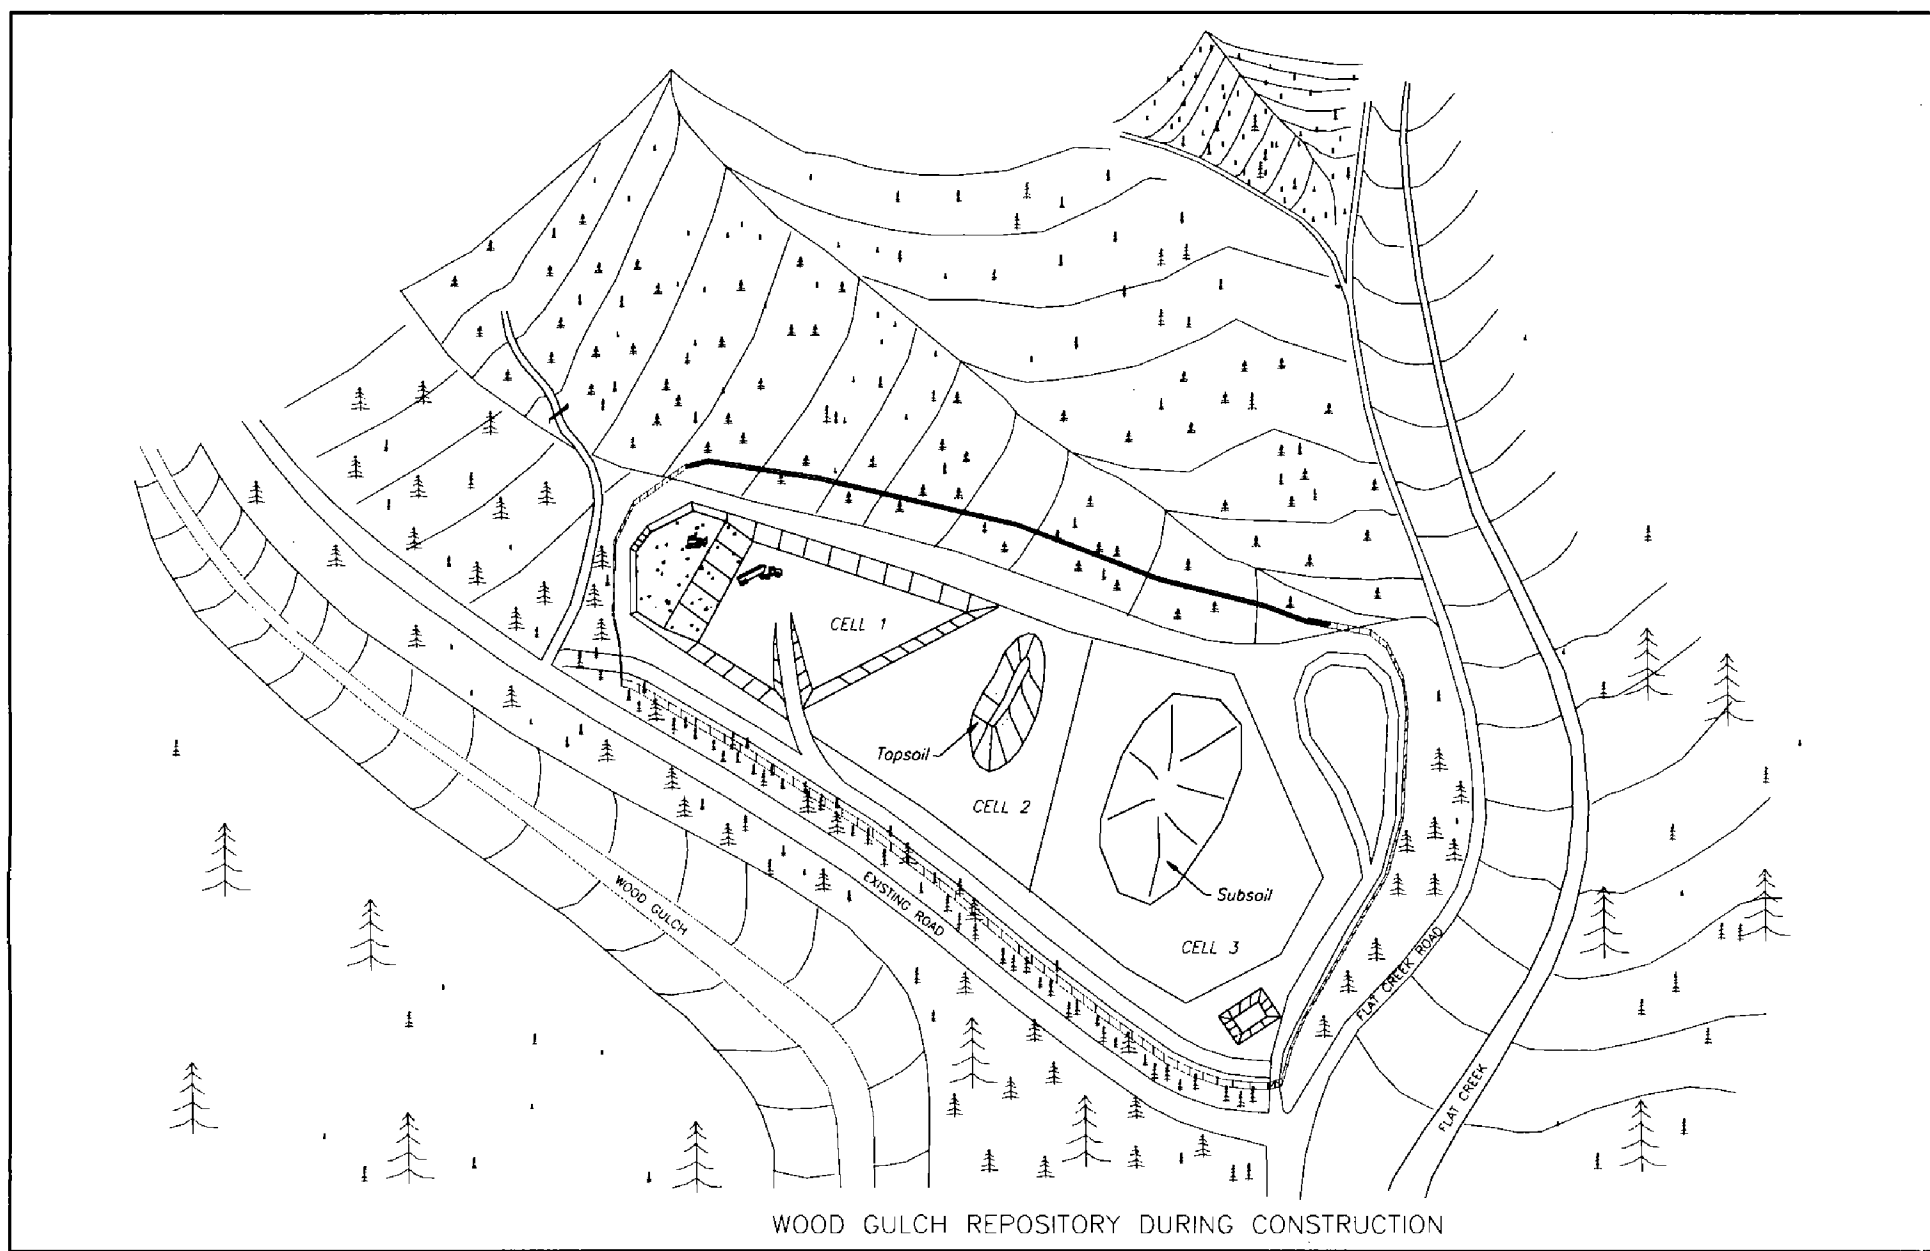 CELL 1
Topsoil
CELL 2
WOOD GULCH
EXISTING ROAD
Subsoil
CELL 3
FLAT CREEK ROAD
FLAT CREEK
WOOD GULCH REPOSITORY DURING CONSTRUCTION